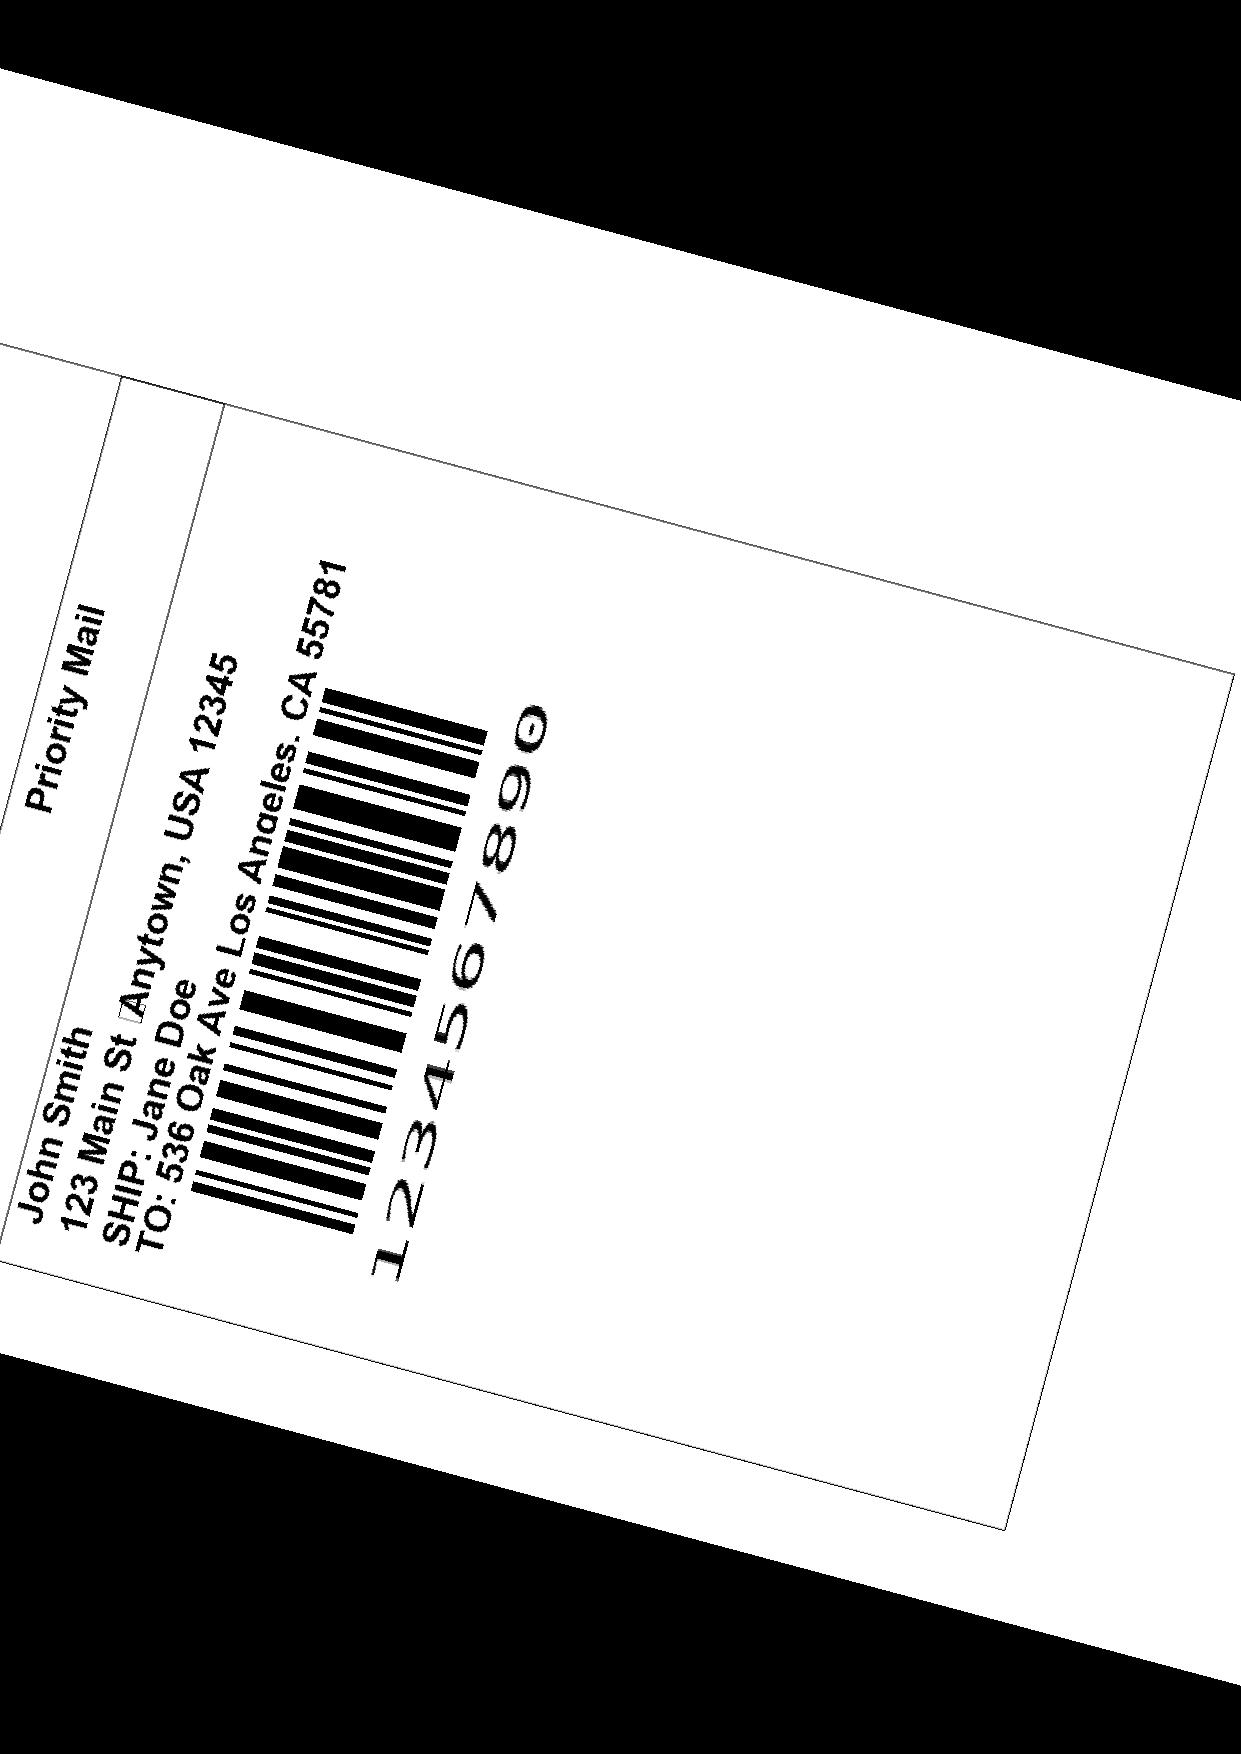 Priority Mail
John Smith
123 Main St Anytown, USA 12345
SHIP: Jane Doe
TO: 536 Oak Ave Los Angeles. CA 55781
1234567890